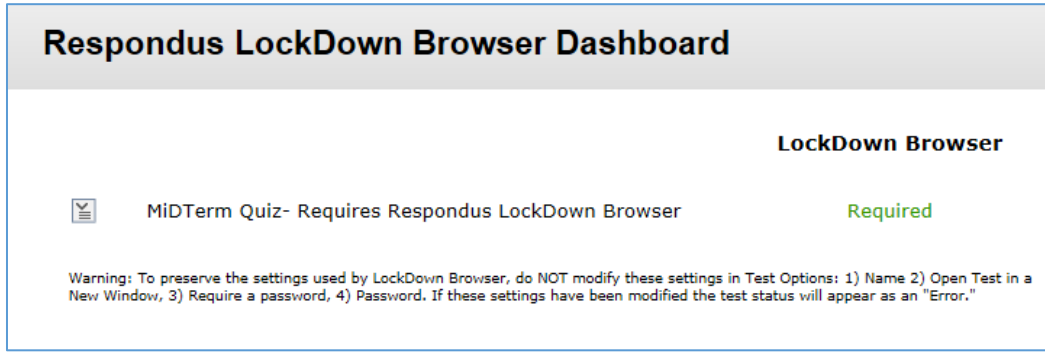 Respondus LockDown Browser Dashboard
LockDown Browser
MiDTerm Quiz- Requires Respondus LockDown Browser Required
Warning: To preserve the settings used by LockDown Browser, do NOT modify these settings in Test Options: 1) Name 2) Open Test in a
New Window, 3) Require a password, 4) Password. If these settings have been modified the test status will appear as an "Error."